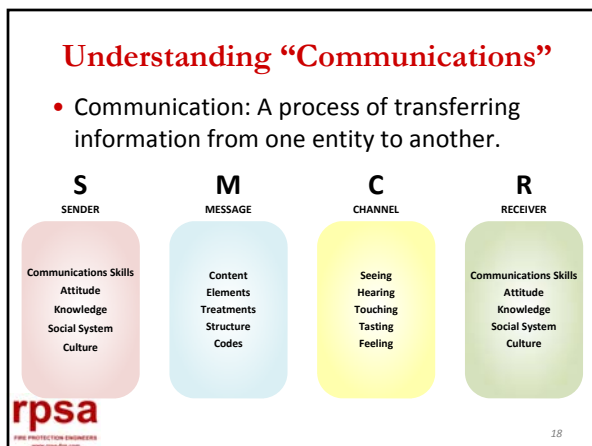 Understanding “Communications”
• Communication: A process of transferring
information from one entity to another.
S
SENDER
Communications Skills
Attitude
Knowledge
Social System
Culture
M
MESSAGE
Content
Elements
Treatments
Structure
Codes
C
CHANNEL
Seeing
Hearing
Touching
Tasting
Feeling
R
RECEIVER
Communications Skills
Attitude
Knowledge
Social System
Culture
rpsa
FIRE PROTECTION ENGINEERS
18